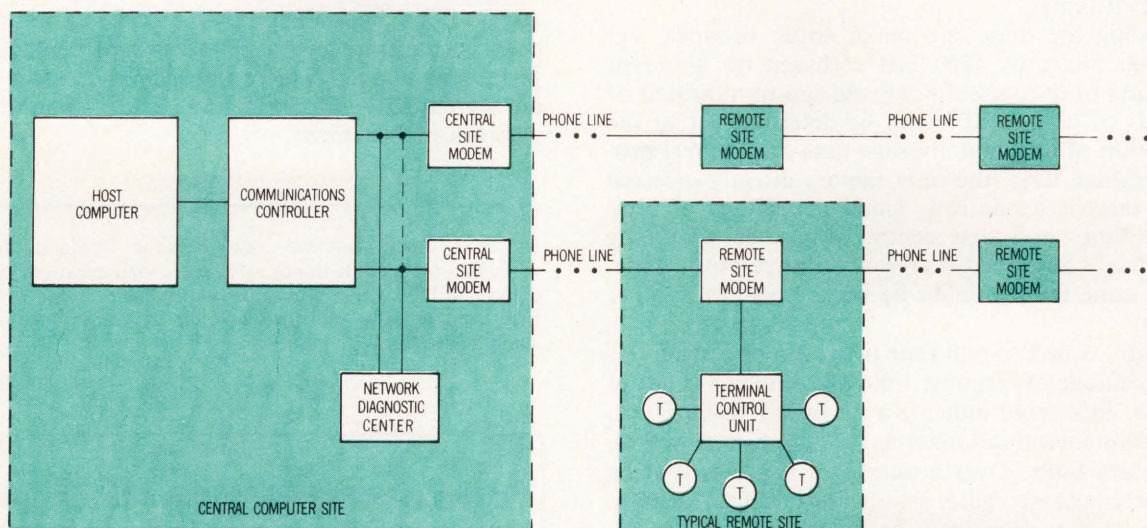 HOST
COMPUTER
COMMUNICATIONS
CONTROLLER
CENTRAL
SITE
MODEM
PHONE LINE
REMOTE
SITE
MODEM
PHONE LINE
REMOTE
SITE
MODEM
CENTRAL
SITE
MODEM
PHONE LINE
REMOTE
SITE
MODEM
PHONE LINE
REMOTE
SITE
MODEM
NETWORK
DIAGNOSTIC
CENTER
TERMINAL
CONTROL
UNIT
T
T
T
T
T
CENTRAL COMPUTER SITE
TYPICAL REMOTE SITE